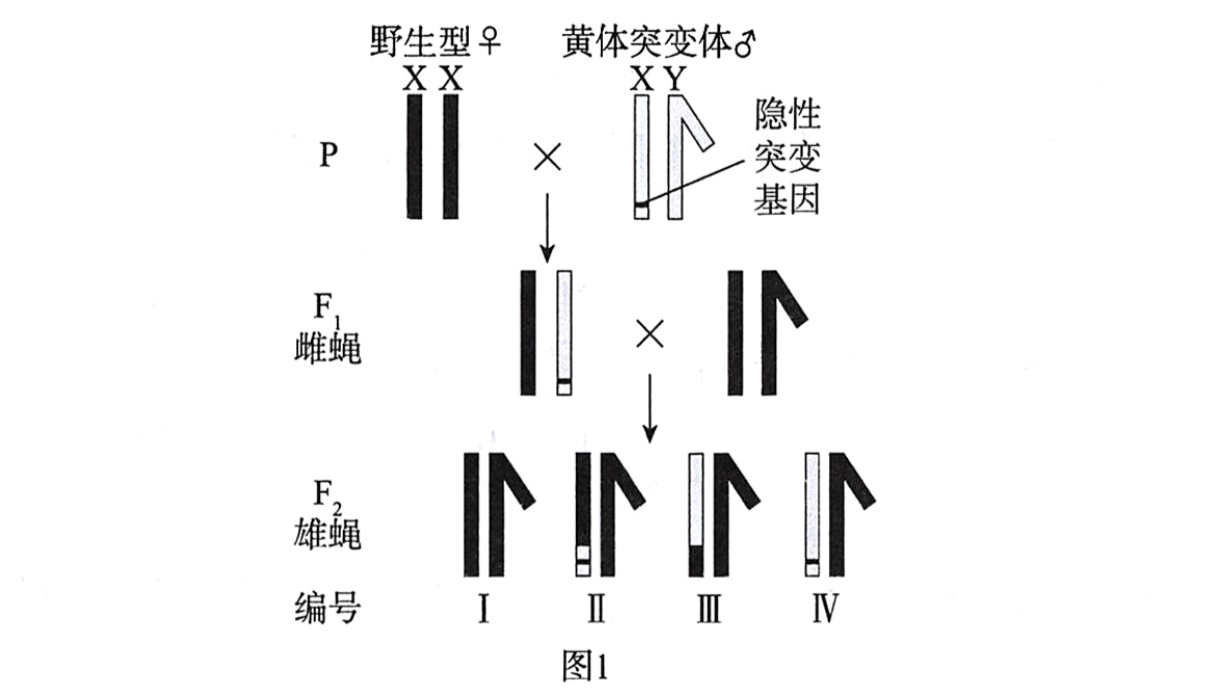 野生型♀ 黄体突变体♂
X X X Y
隐性
突变
基因
P ×
F₁
雌蝇 ×
F₂
雄蝇
编号 Ⅰ Ⅱ Ⅲ Ⅳ
图1